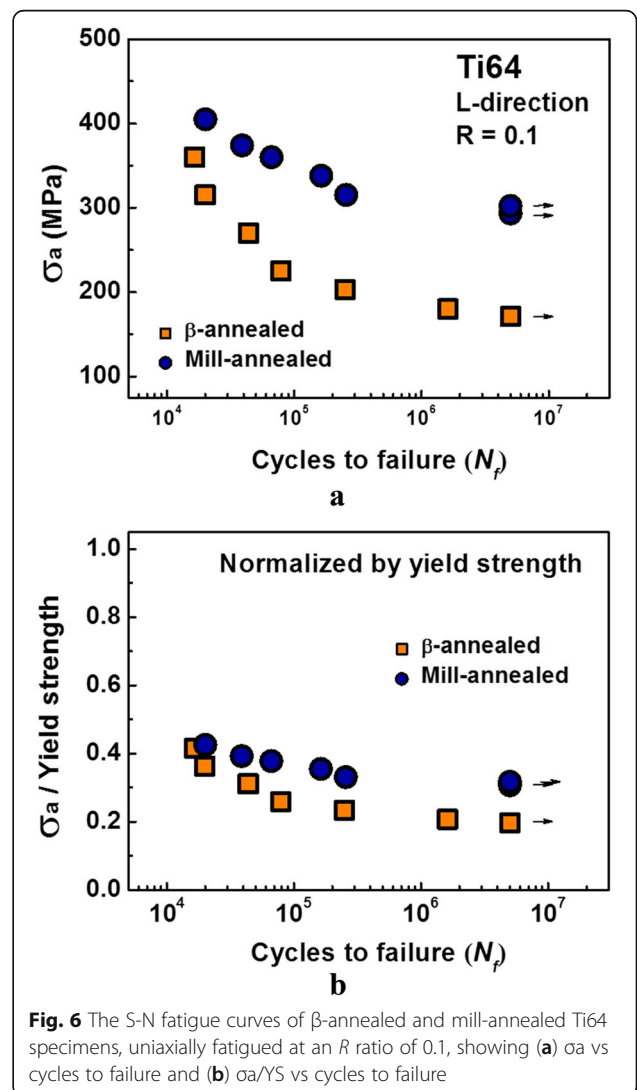 500
400
300
200
100
σa (MPa)
Ti64
L-direction
R = 0.1
β-annealed
Mill-annealed
10⁴
10⁵
10⁶
10⁷
Cycles to failure (Nf)
a
1.0
0.8
0.6
0.4
0.2
0.0
σa / Yield strength
Normalized by yield strength
β-annealed
Mill-annealed
10⁴
10⁵
10⁶
10⁷
Cycles to failure (Nf)
b
Fig. 6 The S-N fatigue curves of β-annealed and mill-annealed Ti64
specimens, uniaxially fatigued at an R ratio of 0.1, showing (a) σa vs
cycles to failure and (b) σa/YS vs cycles to failure